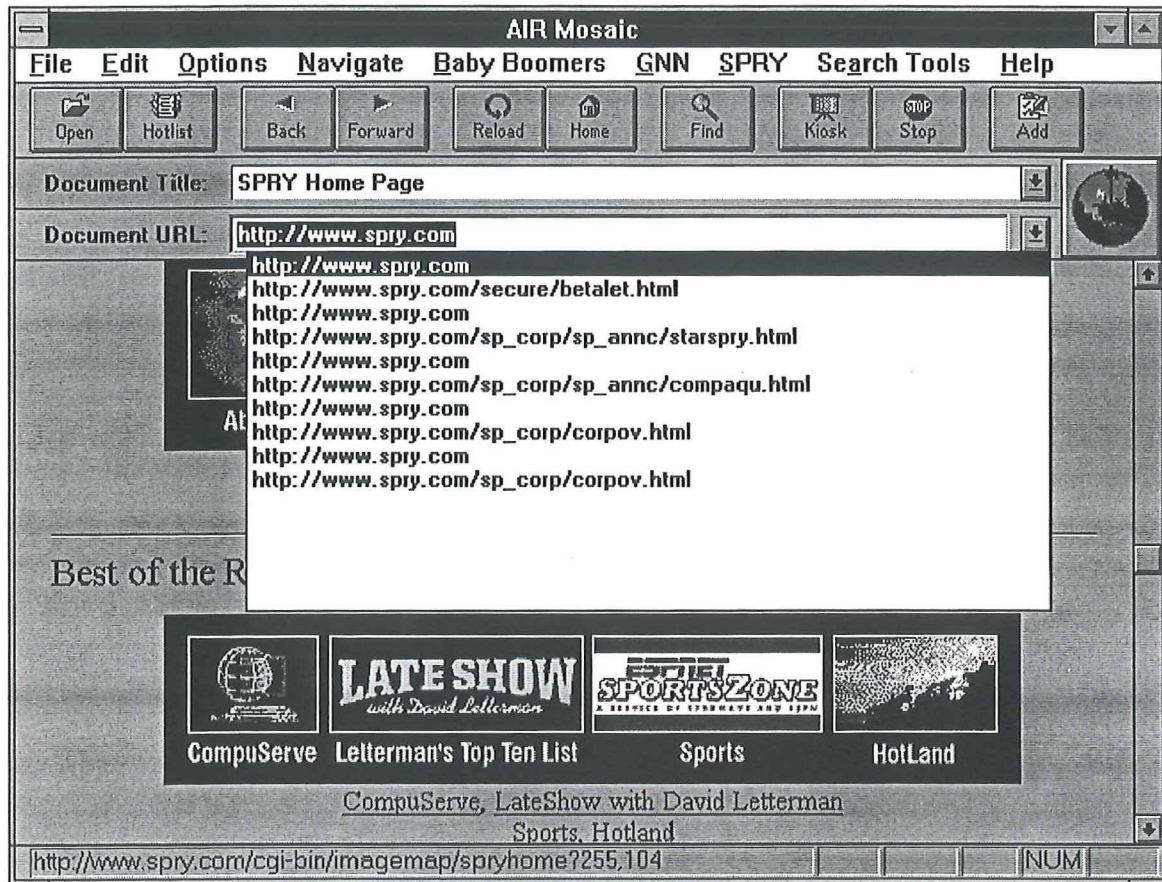 AIR Mosaic
File Edit Options Navigate Baby Boomers GNN SPRY Search Tools Help
Open Hotlist Back Forward Reload Home Find Kiosk Stop Add
STOP
Document Title: SPRY Home Page
Document URL: http://www.spry.com
http://www.spry.com
http://www.spry.com/secure/betalet.html
http://www.spry.com
http://www.spry.com/sp_corp/sp_annc/starspry.html
http://www.spry.com
http://www.spry.com/sp_corp/sp_annc/compaqu.html
http://www.spry.com
Ab
http://www.spry.com/sp_corp/corpov.html
http://www.spry.com
http://www.spry.com/sp_corp/corpov.html
Best of the R
LATE SHOW
with David Letterman
ESPNET
SPORTSZONE
CompuServe Letterman's Top Ten List Sports HotLand
CompuServe, LateShow with David Letterman
Sports, Hotland
http://www.spry.com/cgi-bin/imagemap/spryhome?255,104 NUM